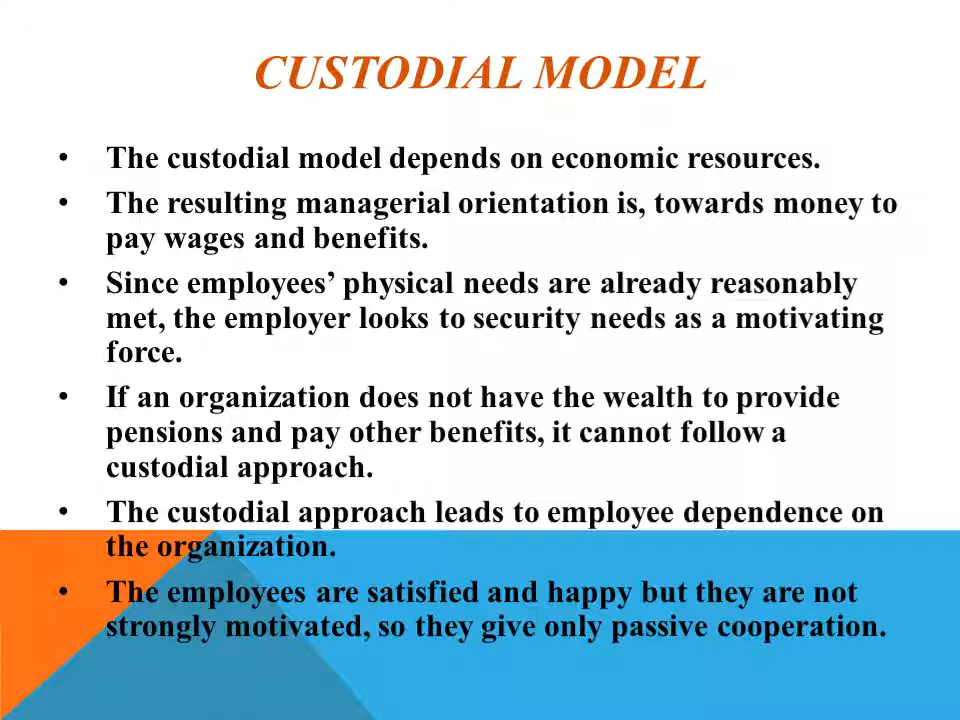 CUSTODIAL MODEL
• The custodial model depends on economic resources.
• The resulting managerial orientation is, towards money to
pay wages and benefits.
• Since employees’ physical needs are already reasonably
met, the employer looks to security needs as a motivating
force.
• If an organization does not have the wealth to provide
pensions and pay other benefits, it cannot follow a
custodial approach.
• The custodial approach leads to employee dependence on
the organization.
• The employees are satisfied and happy but they are not
strongly motivated, so they give only passive cooperation.